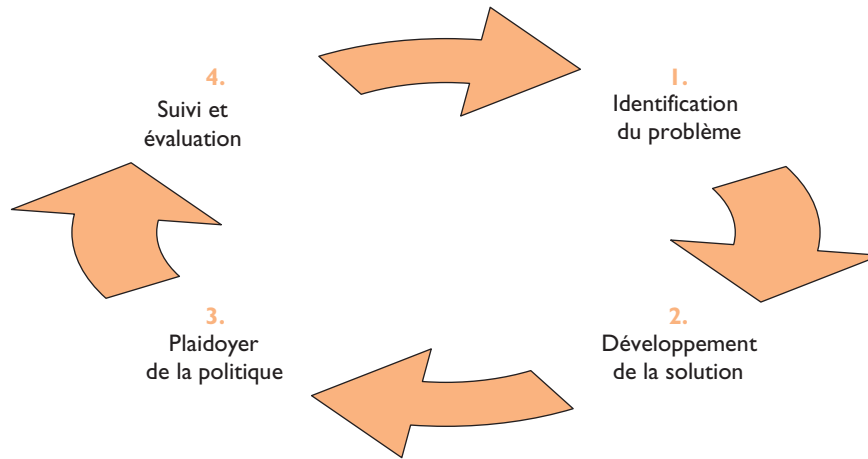 1.
Identification
du problème
2.
Développement
de la solution
3.
Plaidoyer
de la politique
4.
Suivi et
évaluation